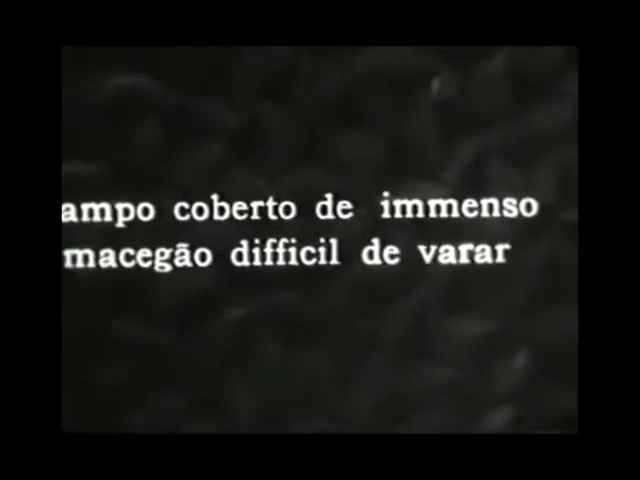 ampo coberto de immenso
macegão difficil de varar